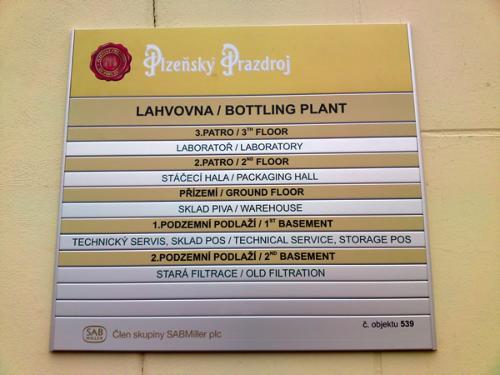 Plzeňský Prazdroj
LAHVOVNA / BOTTLING PLANT
3.PATRO / 3TH FLOOR
LABORATOŘ / LABORATORY
2.PATRO / 2ND FLOOR
STÁČECÍ HALA / PACKAGING HALL
PŘÍZEMÍ / GROUND FLOOR
SKLAD PIVA / WAREHOUSE
1.PODZEMNÍ PODLAŽÍ / 1ST BASEMENT
TECHNICKÝ SERVIS, SKLAD POS / TECHNICAL SERVICE, STORAGE POS
2.PODZEMNÍ PODLAŽÍ / 2ND BASEMENT
STARÁ FILTRACE / OLD FILTRATION
č. objektu 539
SAB
MILLER
Člen skupiny SABMiller plc